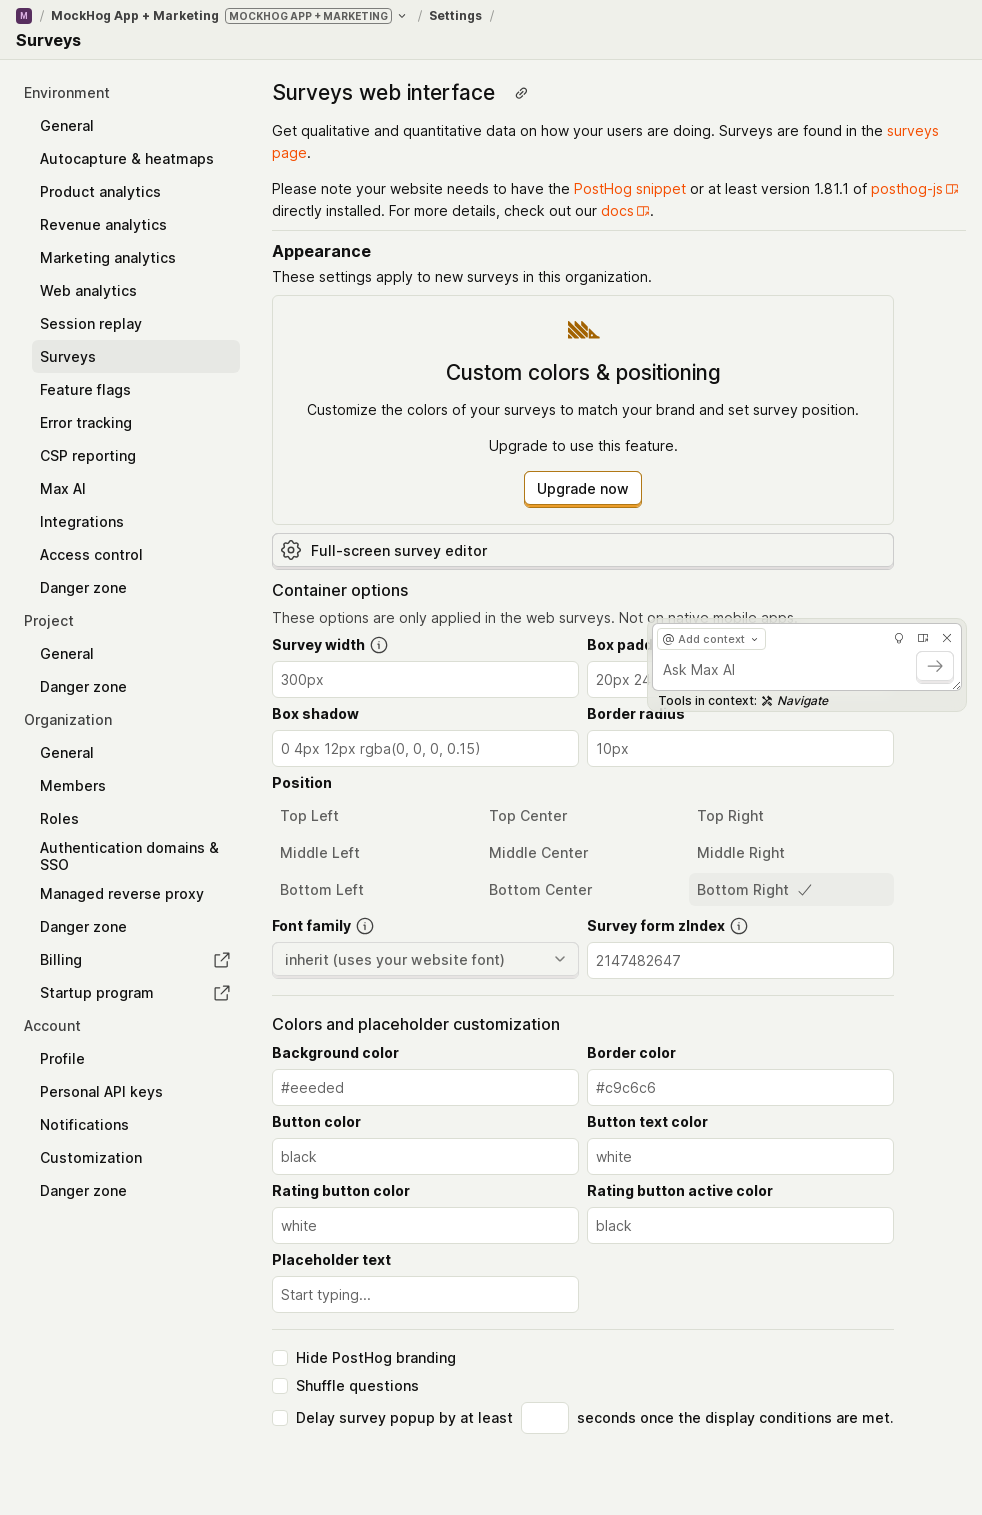 M / MockHog App + Marketing MOCKHOG APP + MARKETING / Settings /
Surveys
Environment
General
Autocapture & heatmaps
Product analytics
Revenue analytics
Marketing analytics
Web analytics
Session replay
Surveys
Feature flags
Error tracking
CSP reporting
Max AI
Integrations
Access control
Danger zone
Project
General
Danger zone
Organization
General
Members
Roles
Authentication domains &
SSO
Managed reverse proxy
Danger zone
Billing
Startup program
Account
Profile
Personal API keys
Notifications
Customization
Danger zone
Surveys web interface
Get qualitative and quantitative data on how your users are doing. Surveys are found in the surveys
page.
Please note your website needs to have the PostHog snippet or at least version 1.81.1 of posthog-js
directly installed. For more details, check out our docs.
Appearance
These settings apply to new surveys in this organization.
Custom colors & positioning
Customize the colors of your surveys to match your brand and set survey position.
Upgrade to use this feature.
Upgrade now
Full-screen survey editor
Container options
These options are only applied in the web surveys. Not on native mobile apps.
Survey width
Box padd
300px
20px 24
@ Add context
Ask Max AI
Tools in context: Navigate
Box shadow
Border radius
0 4px 12px rgba(0, 0, 0, 0.15)
10px
Position
Top Left Top Center Top Right
Middle Left Middle Center Middle Right
Bottom Left Bottom Center Bottom Right
Font family
Survey form zIndex
inherit (uses your website font)
2147482647
Colors and placeholder customization
Background color
Border color
#eeeded
#c9c6c6
Button color
Button text color
black
white
Rating button color
Rating button active color
white
black
Placeholder text
Start typing...
Hide PostHog branding
Shuffle questions
Delay survey popup by at least seconds once the display conditions are met.